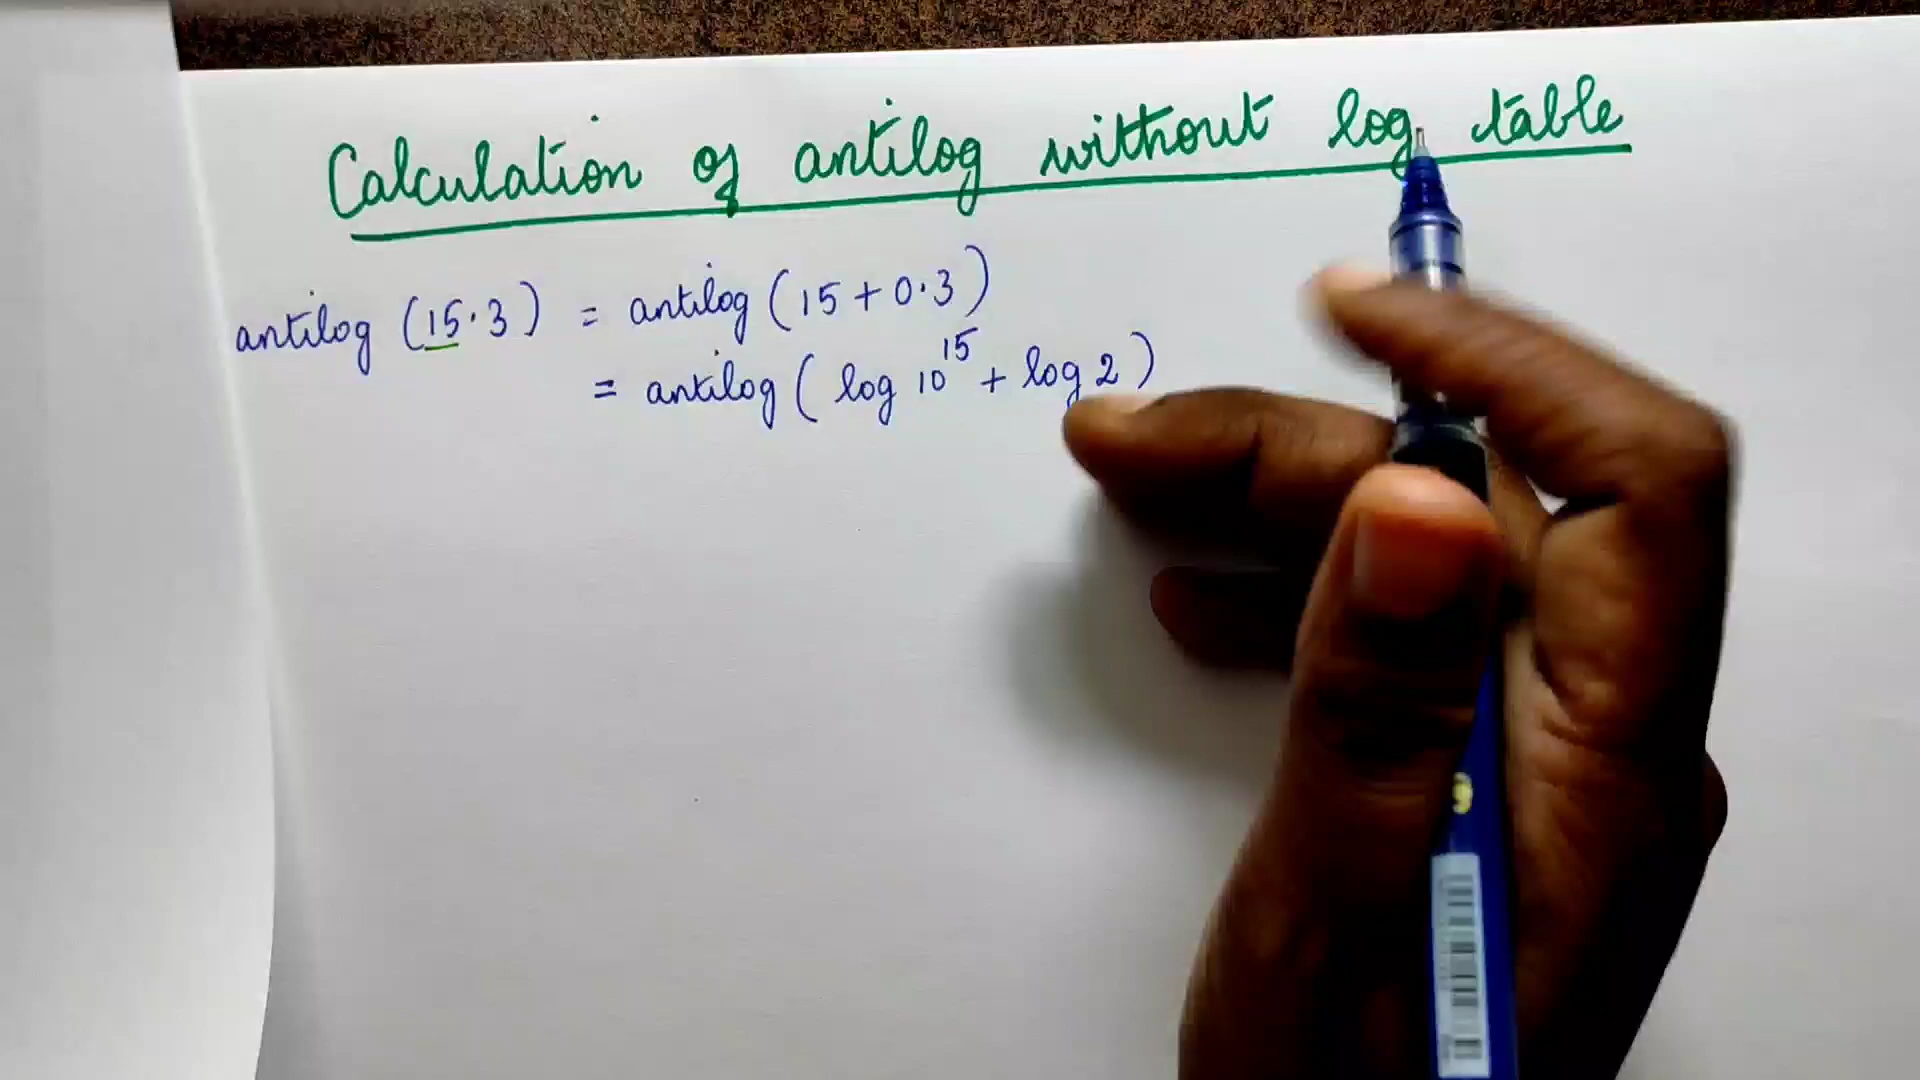 Calculation of antilog without log table
antilog (15.3) = antilog (15 + 0.3)
= antilog ( log 10^15 + log 2 )